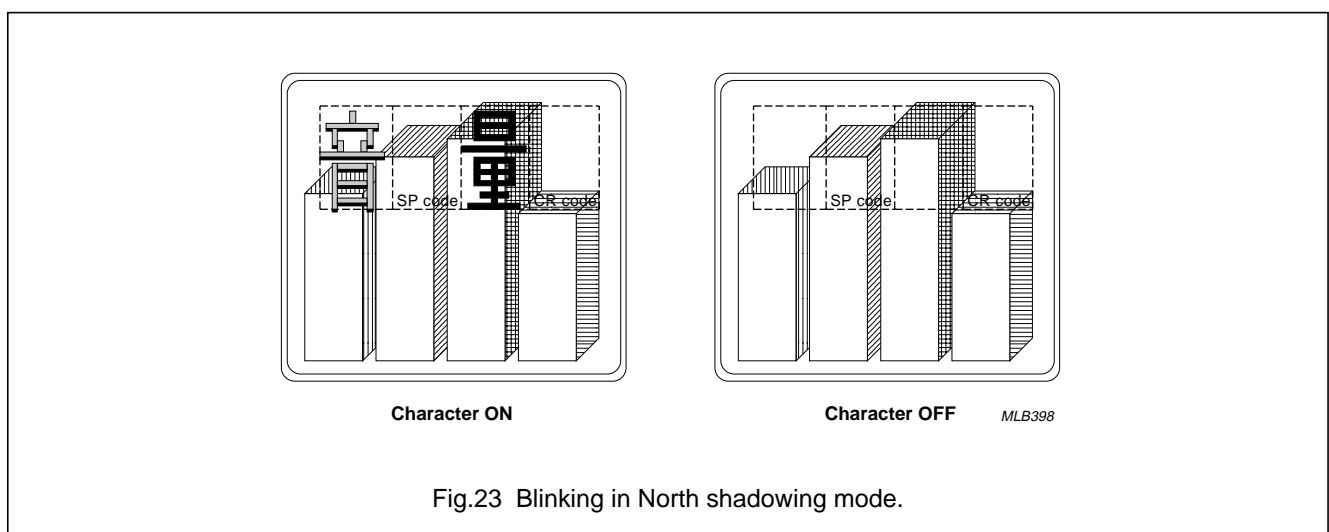 音量
SP code
CR code
SP code
CR code
Character ON
Character OFF
MLB398
Fig.23 Blinking in North shadowing mode.